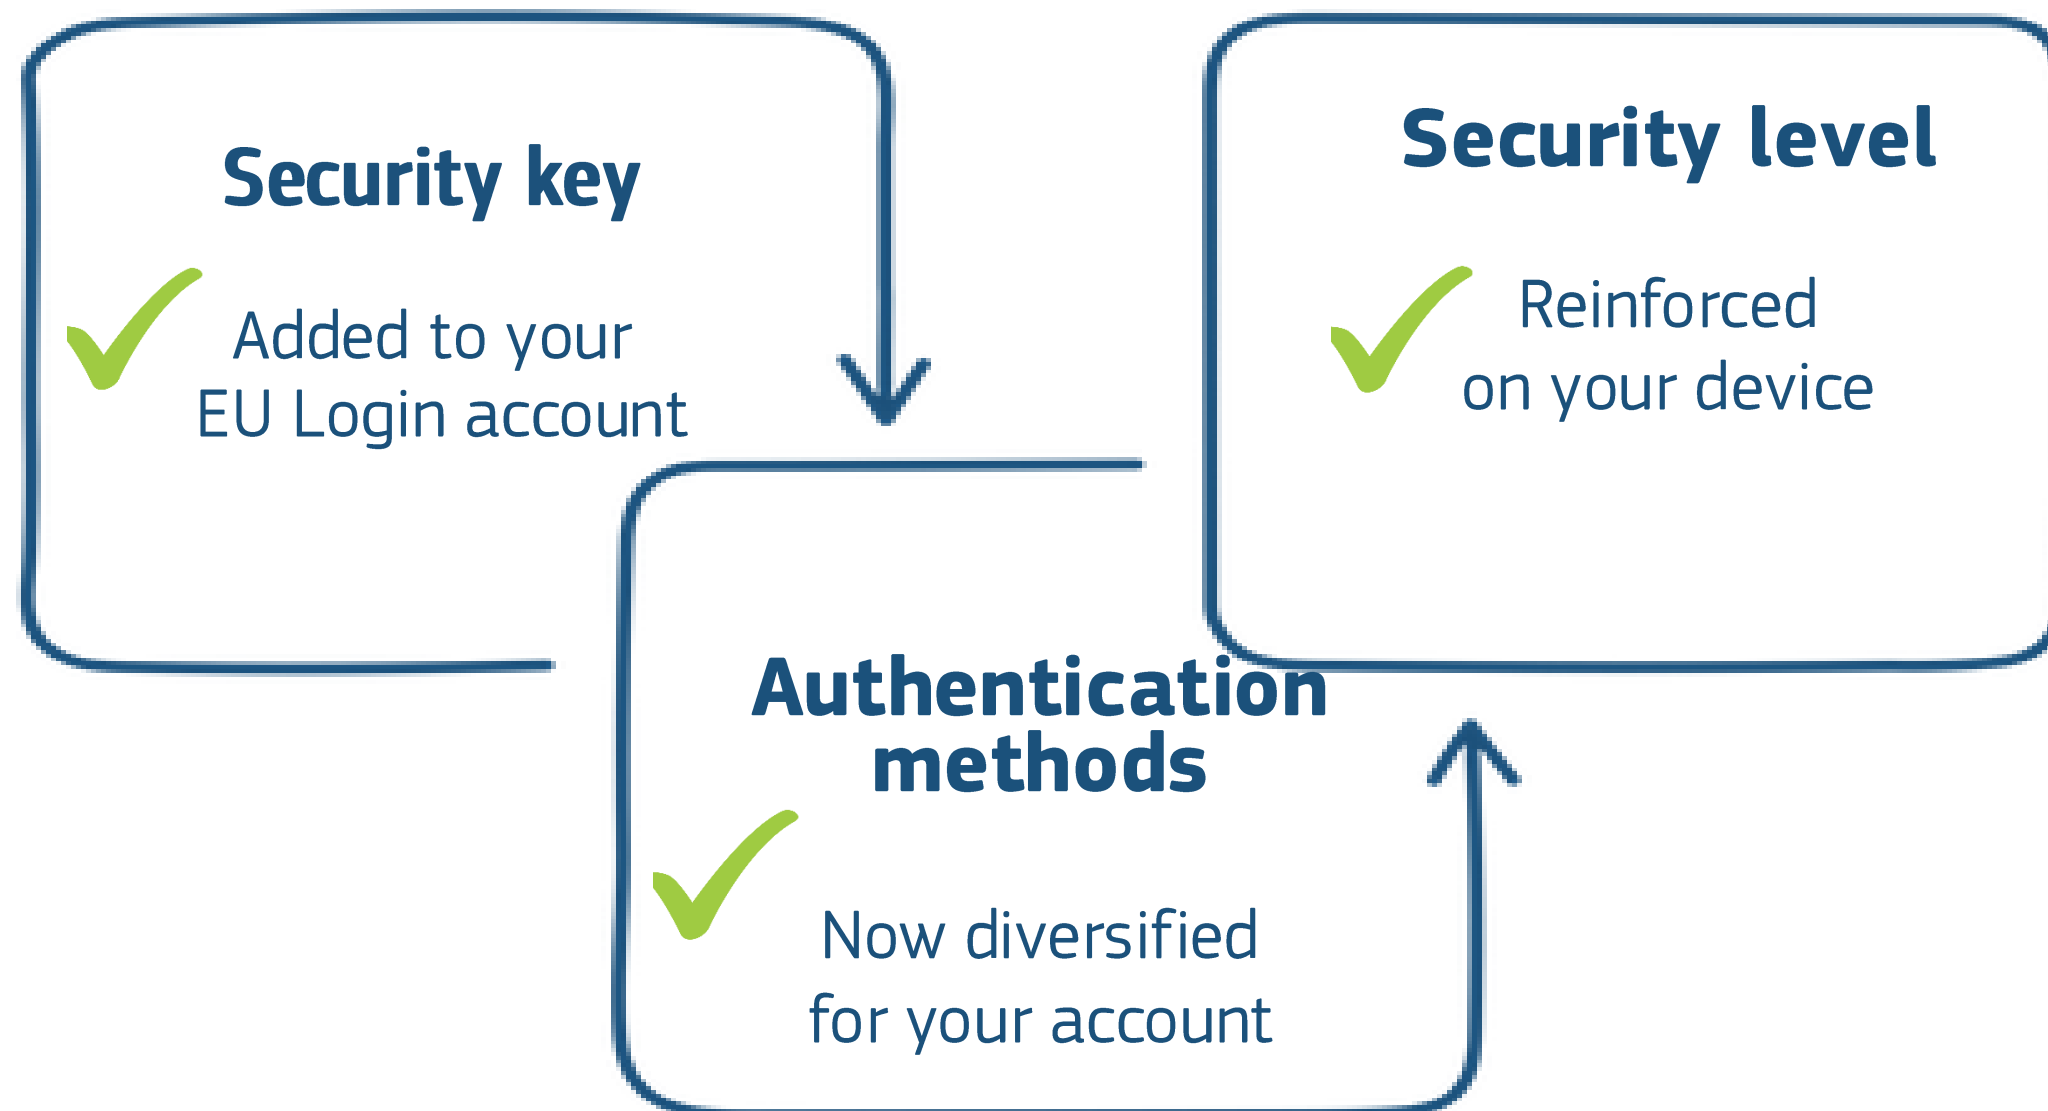 Security key
Added to your
EU Login account
Authentication
methods
Now diversified
for your account
Security level
Reinforced
on your device